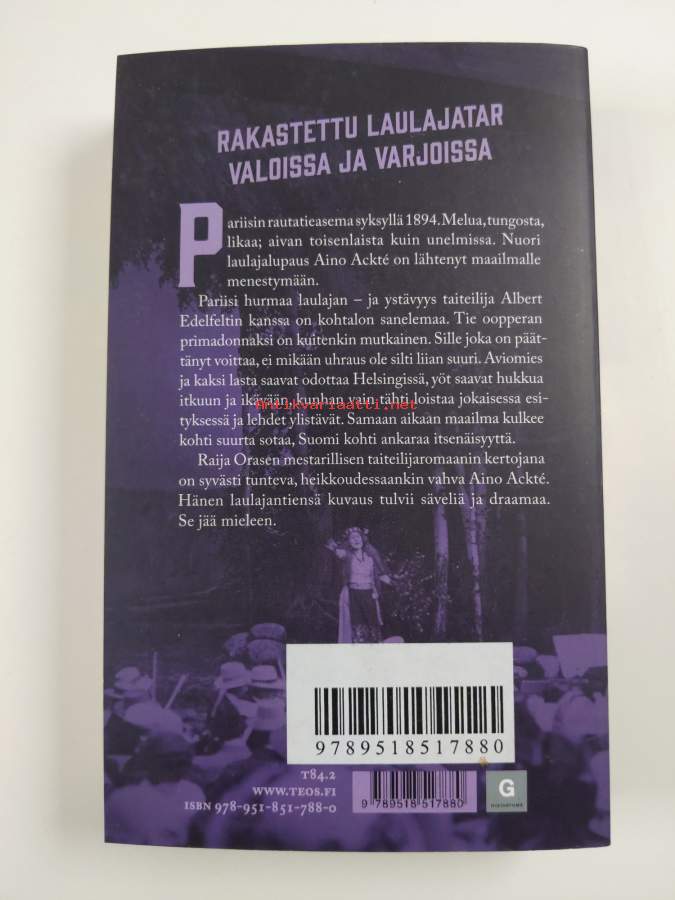 RAKASTETTU LAULAJATAR
VALOISSA JA VARJOISSA
Pariisin rautatieasema syksyllä 1894. Melua, tungosta,
likaa; aivan toisenlaista kuin unelmissa. Nuori
laulajalupaus Aino Ackté on lähtenyt maailmalle
menestymään.
Pariisi hurmaa laulajan – ja ystävyys taiteilija Albert
Edelfeltin kanssa on kohtalon sanelemaa. Tie oopperan
primadonnaksi on kuitenkin mutkainen. Sille joka on päät-
tänyt voittaa, ei mikään uhraus ole silti liian suuri. Aviomies
ja kaksi lasta saavat odottaa Helsingissä, yöt saavat hukkua
itkuun ja ikävään, kunhan vain tähti loistaa jokaisessa esi-
Antikvariaatti.net
tyksessä ja lehdet ylistävät. Samaan aikaan maailma kulkee
kohti suurta sotaa, Suomi kohti ankaraa itsenäisyyttä.
Raija Orasen mestarillisen taiteilijaromaanin kertojana
on syvästi tunteva, heikkoudessaankin vahva Aino Ackté.
Hänen laulajantiensä kuvaus tulvii säveliä ja draamaa.
Se jää mieleen.
9789518517880
T84.2
WWW.TEOS.FI
ISBN 978-951-851-788-0
9 789518 517880
G